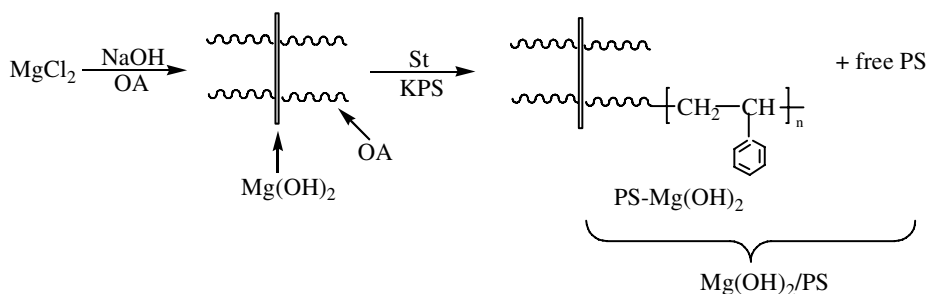 MgCl₂
NaOH
OA
OA
Mg(OH)₂
St
KPS
CH₂
CH
n
+ free PS
PS-Mg(OH)₂
Mg(OH)₂/PS